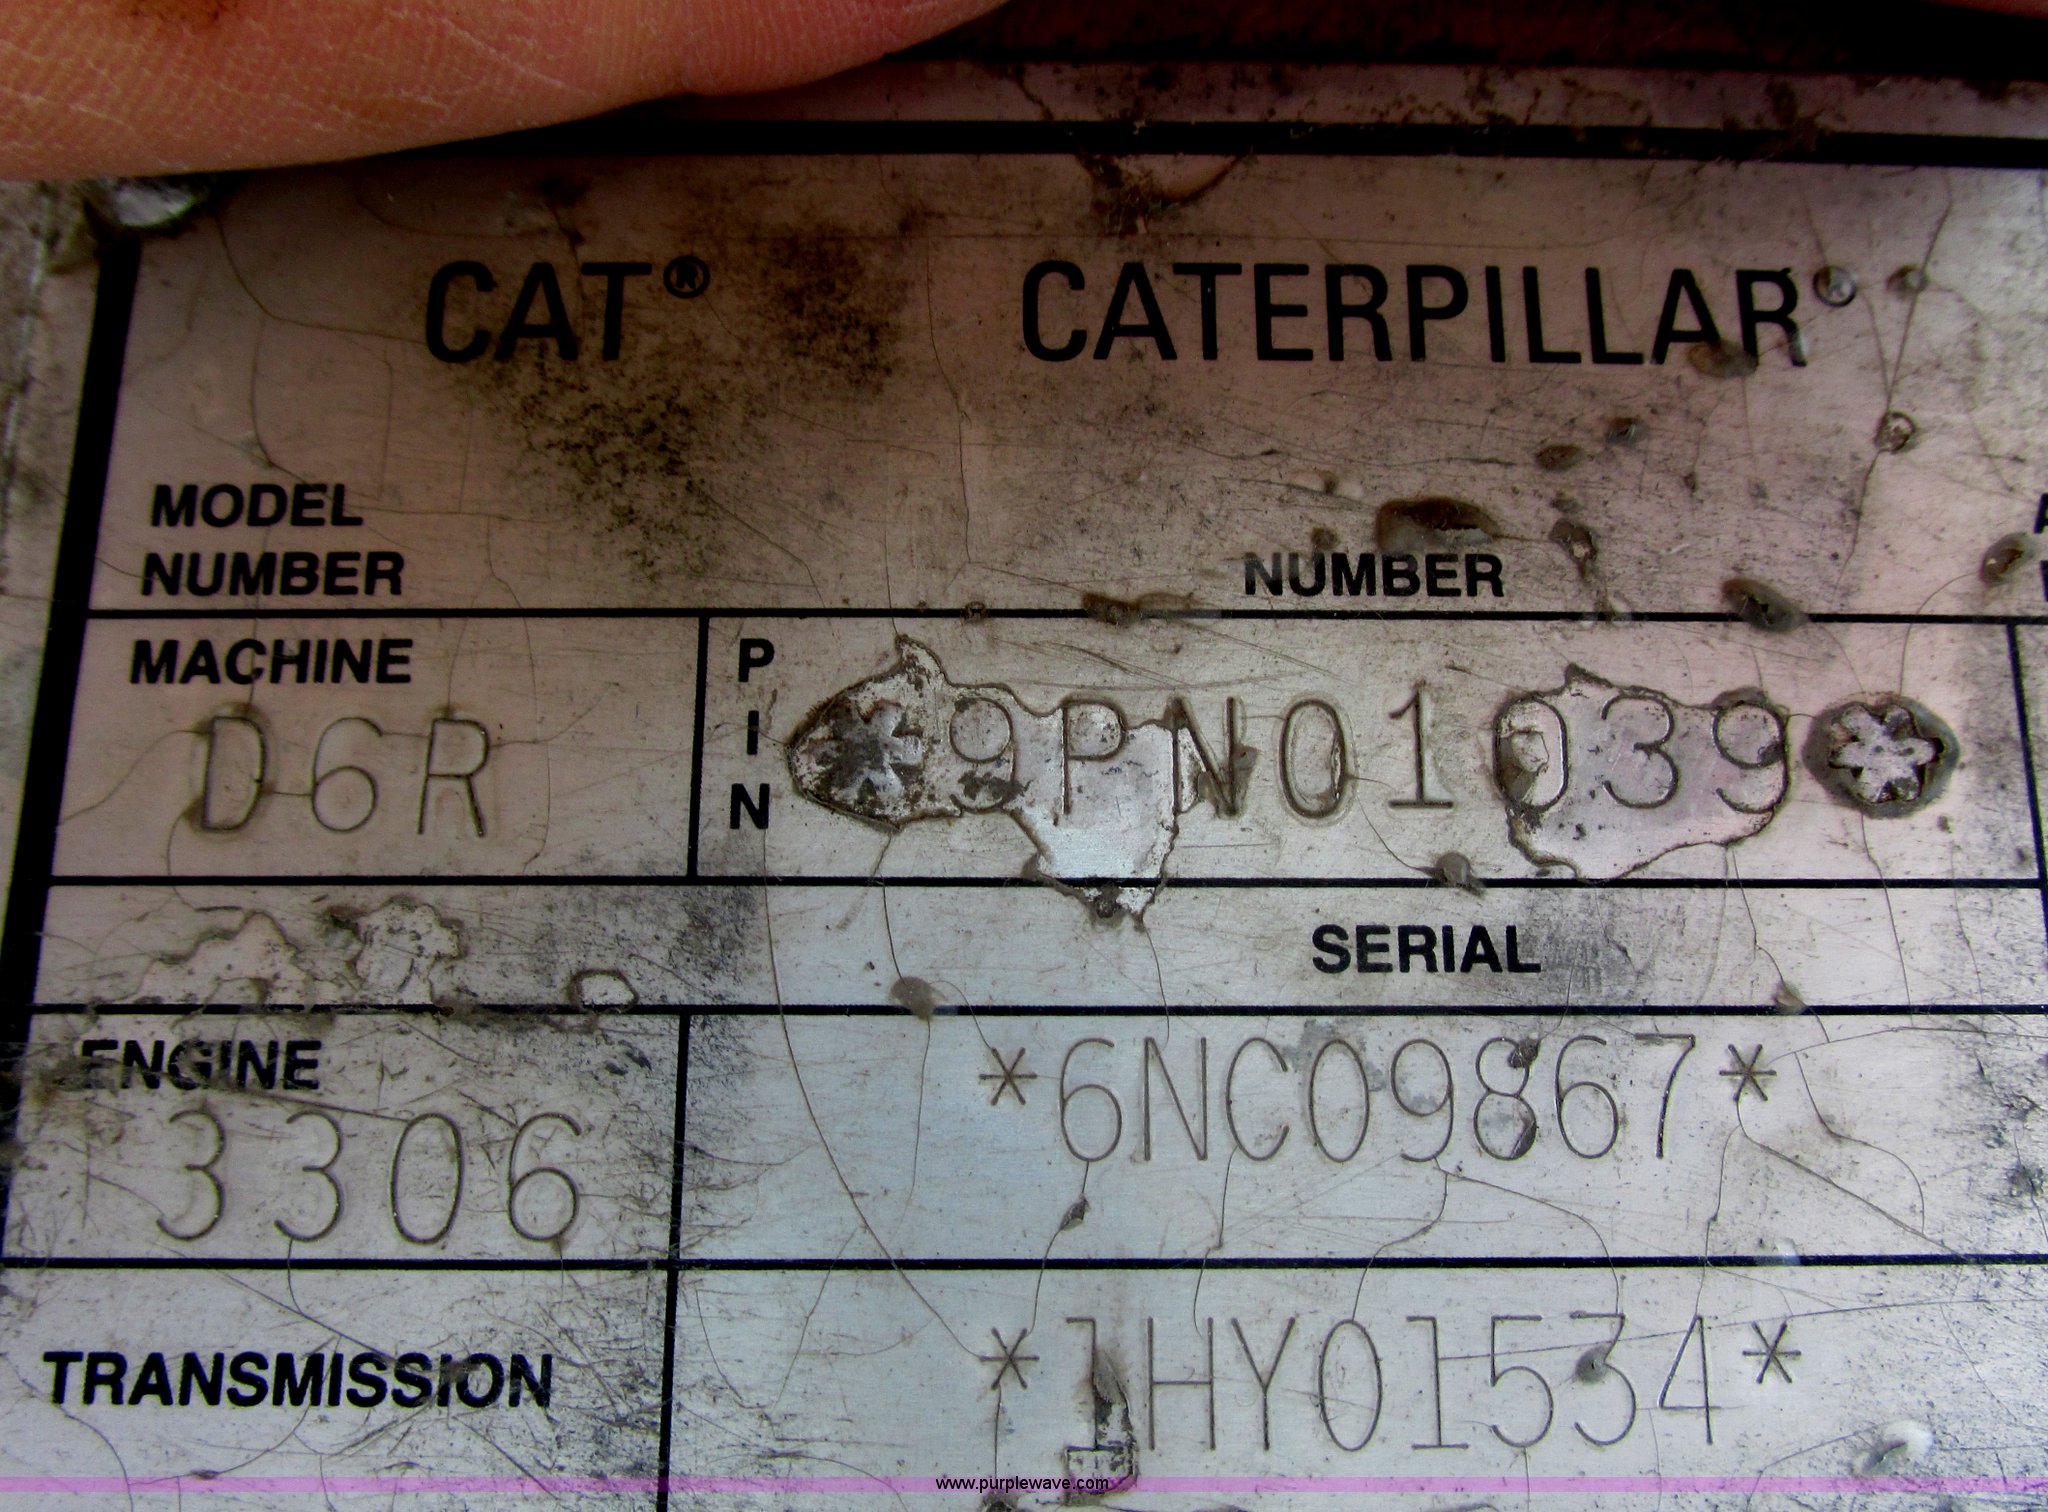 CAT® CATERPILLAR®
MODEL
NUMBER
NUMBER
MACHINE
D6R
PIN
*9PN01039*
SERIAL
ENGINE
3306
*6NC09867*
TRANSMISSION
*1HY01534*
www.purplewave.com